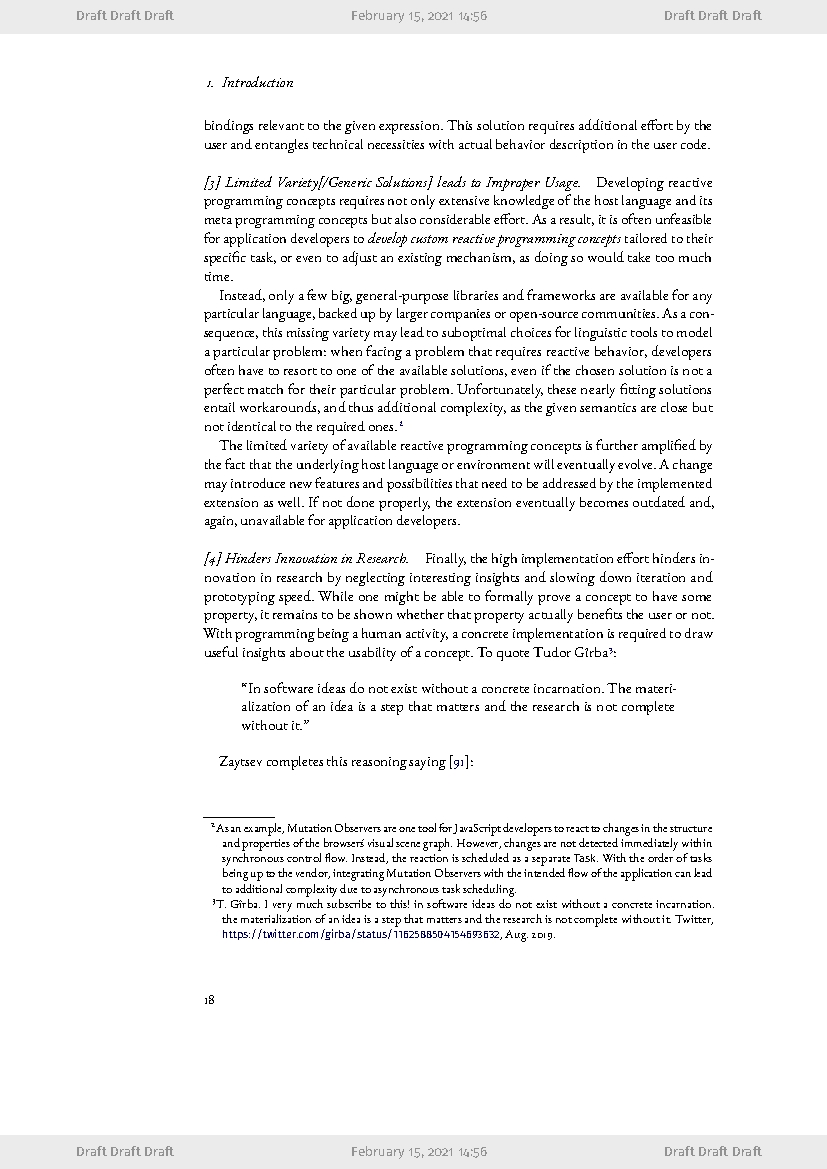 Draft Draft Draft February 15, 2021 14:56 Draft Draft Draft
1. Introduction
bindings relevant to the given expression. This solution requires additional effort by the
user and entangles technical necessities with actual behavior description in the user code.
[3] Limited Variety[/Generic Solutions] leads to Improper Usage. Developing reactive
programming concepts requires not only extensive knowledge of the host language and its
meta programming concepts but also considerable effort. As a result, it is often unfeasible
for application developers to develop custom reactive programming concepts tailored to their
specific task, or even to adjust an existing mechanism, as doing so would take too much
time.
Instead, only a few big, general-purpose libraries and frameworks are available for any
particular language, backed up by larger companies or open-source communities. As a con-
sequence, this missing variety may lead to suboptimal choices for linguistic tools to model
a particular problem: when facing a problem that requires reactive behavior, developers
often have to resort to one of the available solutions, even if the chosen solution is not a
perfect match for their particular problem. Unfortunately, these nearly fitting solutions
entail workarounds, and thus additional complexity, as the given semantics are close but
not identical to the required ones.²
The limited variety of available reactive programming concepts is further amplified by
the fact that the underlying host language or environment will eventually evolve. A change
may introduce new features and possibilities that need to be addressed by the implemented
extension as well. If not done properly, the extension eventually becomes outdated and,
again, unavailable for application developers.
[4] Hinders Innovation in Research. Finally, the high implementation effort hinders in-
novation in research by neglecting interesting insights and slowing down iteration and
prototyping speed. While one might be able to formally prove a concept to have some
property, it remains to be shown whether that property actually benefits the user or not.
With programming being a human activity, a concrete implementation is required to draw
useful insights about the usability of a concept. To quote Tudor Gîrba³:
“In software ideas do not exist without a concrete incarnation. The materi-
alization of an idea is a step that matters and the research is not complete
without it.”
Zaytsev completes this reasoning saying [91]:
²As an example, Mutation Observers are one tool for JavaScript developers to react to changes in the structure
and properties of the browser's visual scene graph. However, changes are not detected immediately within
synchronous control flow. Instead, the reaction is scheduled as a separate Task. With the order of tasks
being up to the vendor, integrating Mutation Observers with the intended flow of the application can lead
to additional complexity due to asynchronous task scheduling.
³T. Gîrba. I very much subscribe to this! in software ideas do not exist without a concrete incarnation.
the materialization of an idea is a step that matters and the research is not complete without it. Twitter,
https://twitter.com/girba/status/1162588504154693632, Aug. 2019.
18
Draft Draft Draft February 15, 2021 14:56 Draft Draft Draft